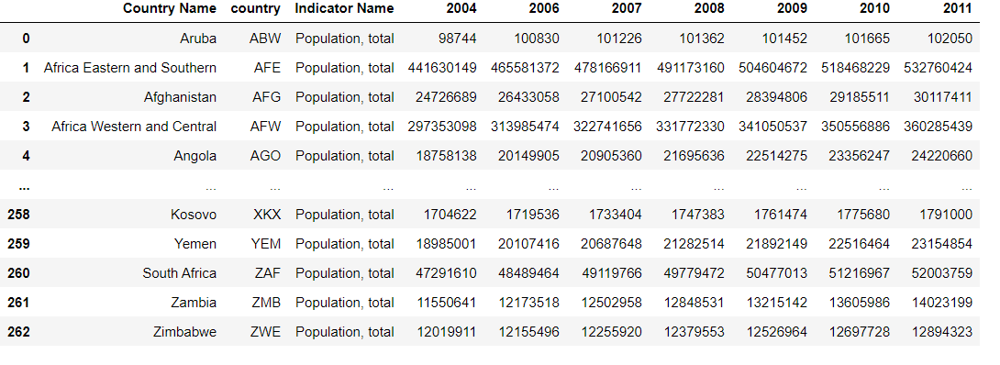 Country Name country Indicator Name 2004 2006 2007 2008 2009 2010 2011
0 Aruba ABW Population, total 98744 100830 101226 101362 101452 101665 102050
1 Africa Eastern and Southern AFE Population, total 441630149 465581372 478166911 491173160 504604672 518468229 532760424
2 Afghanistan AFG Population, total 24726689 26433058 27100542 27722281 28394806 29185511 30117411
3 Africa Western and Central AFW Population, total 297353098 313985474 322741656 331772330 341050537 350556886 360285439
4 Angola AGO Population, total 18758138 20149905 20905360 21695636 22514275 23356247 24220660
... ... ... ... ... ... ... ... ... ... ...
258 Kosovo XKX Population, total 1704622 1719536 1733404 1747383 1761474 1775680 1791000
259 Yemen YEM Population, total 18985001 20107416 20687648 21282514 21892149 22516464 23154854
260 South Africa ZAF Population, total 47291610 48489464 49119766 49779472 50477013 51216967 52003759
261 Zambia ZMB Population, total 11550641 12173518 12502958 12848531 13215142 13605986 14023199
262 Zimbabwe ZWE Population, total 12019911 12155496 12255920 12379553 12526964 12697728 12894323